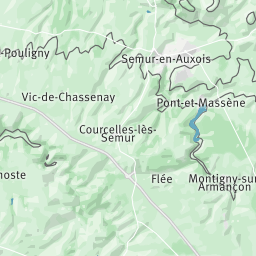 -Pouligny
Semur-en-Auxois
Vic-de-Chassenay
Pont-et-Massène
Courcelles-lès-
Semur
noste
Flée
Montigny-sur
Armançon